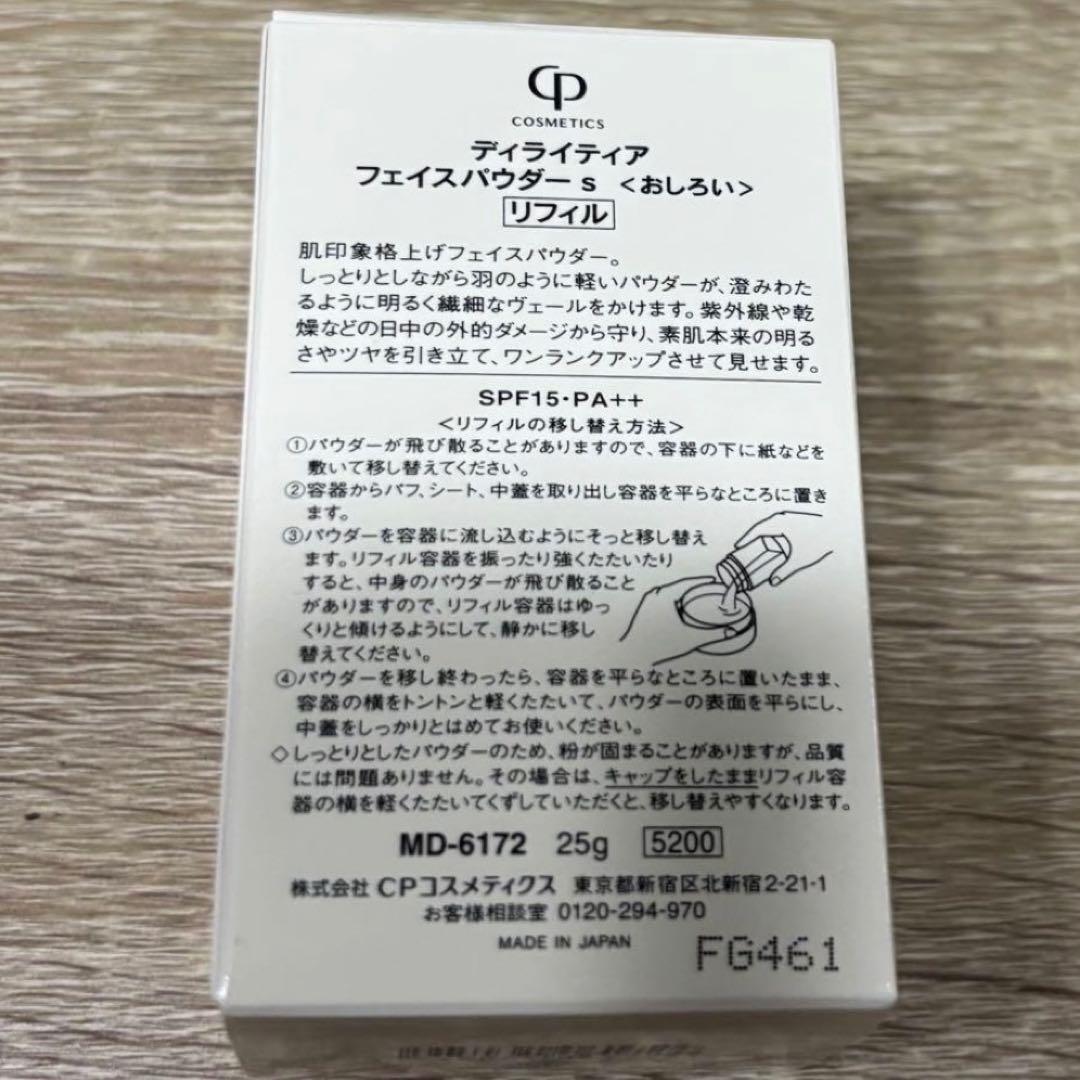 CP
COSMETICS
ディライティア
フェイスパウダー s ＜おしろい＞
リフィル
肌印象格上げフェイスパウダー。
しっとりとしながら羽のように軽いパウダーが、澄みわた
るように明るく繊細なヴェールをかけます。紫外線や乾
燥などの日中の外的ダメージから守り、素肌本来の明る
さやツヤを引き立て、ワンランクアップさせて見せます。
SPF15・PA++
＜リフィルの移し替え方法＞
①パウダーが飛び散ることがありますので、容器の下に紙などを
敷いて移し替えてください。
②容器からパフ、シート、中蓋を取り出し容器を平らなところに置き
ます。
③パウダーを容器に流し込むようにそっと移し替え
ます。リフィル容器を振ったり強くたたいたり
すると、中身のパウダーが飛び散ること
がありますので、リフィル容器はゆっ
くりと傾けるようにして、静かに移し
替えてください。
④パウダーを移し終わったら、容器を平らなところに置いたまま、
容器の横をトントンと軽くたたいて、パウダーの表面を平らにし、
中蓋をしっかりとはめてお使いください。
◇しっとりとしたパウダーのため、粉が固まることがありますが、品質
には問題ありません。その場合は、キャップをしたままリフィル容
器の横を軽くたたいてくずしていただくと、移し替えやすくなります。
MD-6172 25g 5200
株式会社 CPコスメティクス 東京都新宿区北新宿2-21-1
お客様相談室 0120-294-970
MADE IN JAPAN
FG461